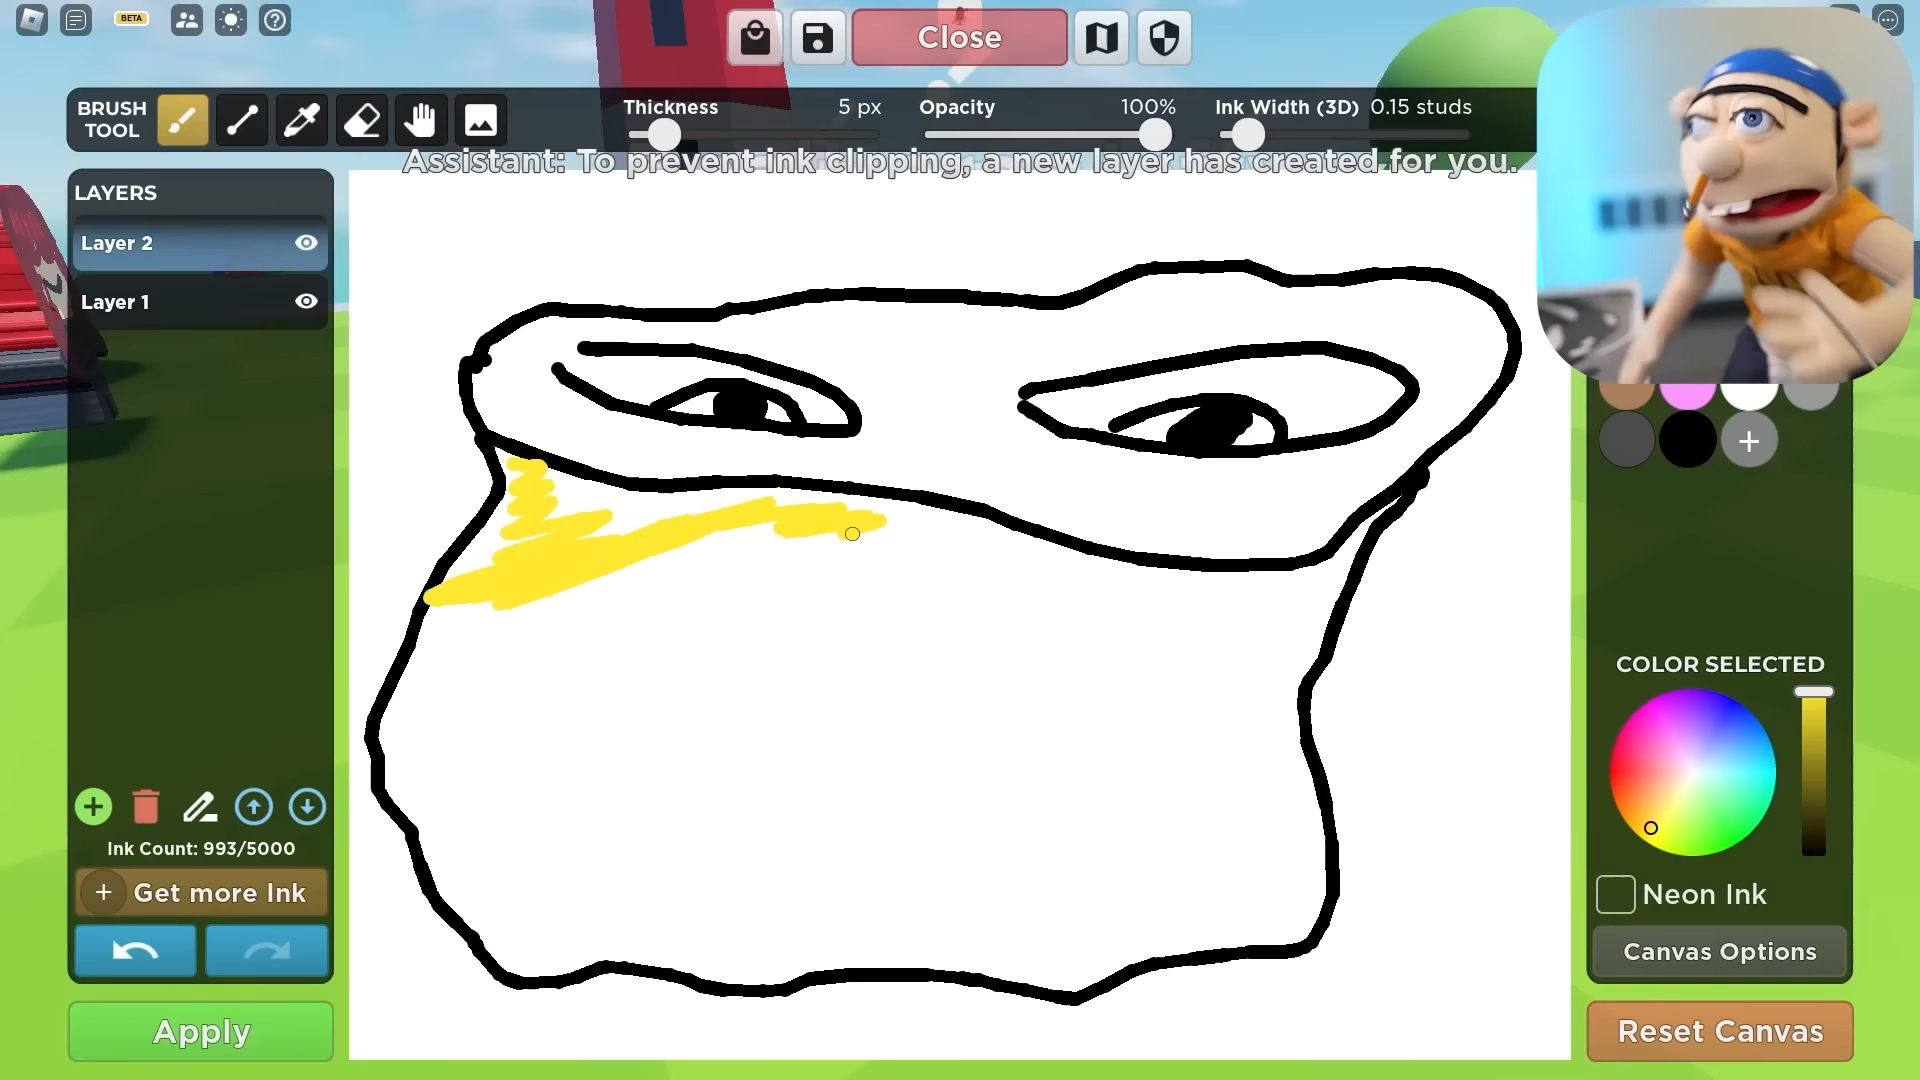 BETA
Close
BRUSH
TOOL
Thickness 5 px
Opacity 100%
Ink Width (3D) 0.15 studs
Assistant: To prevent ink clipping, a new layer has created for you.
LAYERS
Layer 2
Layer 1
COLOR SELECTED
Ink Count: 993/5000
+ Get more Ink
Neon Ink
Canvas Options
Apply
Reset Canvas